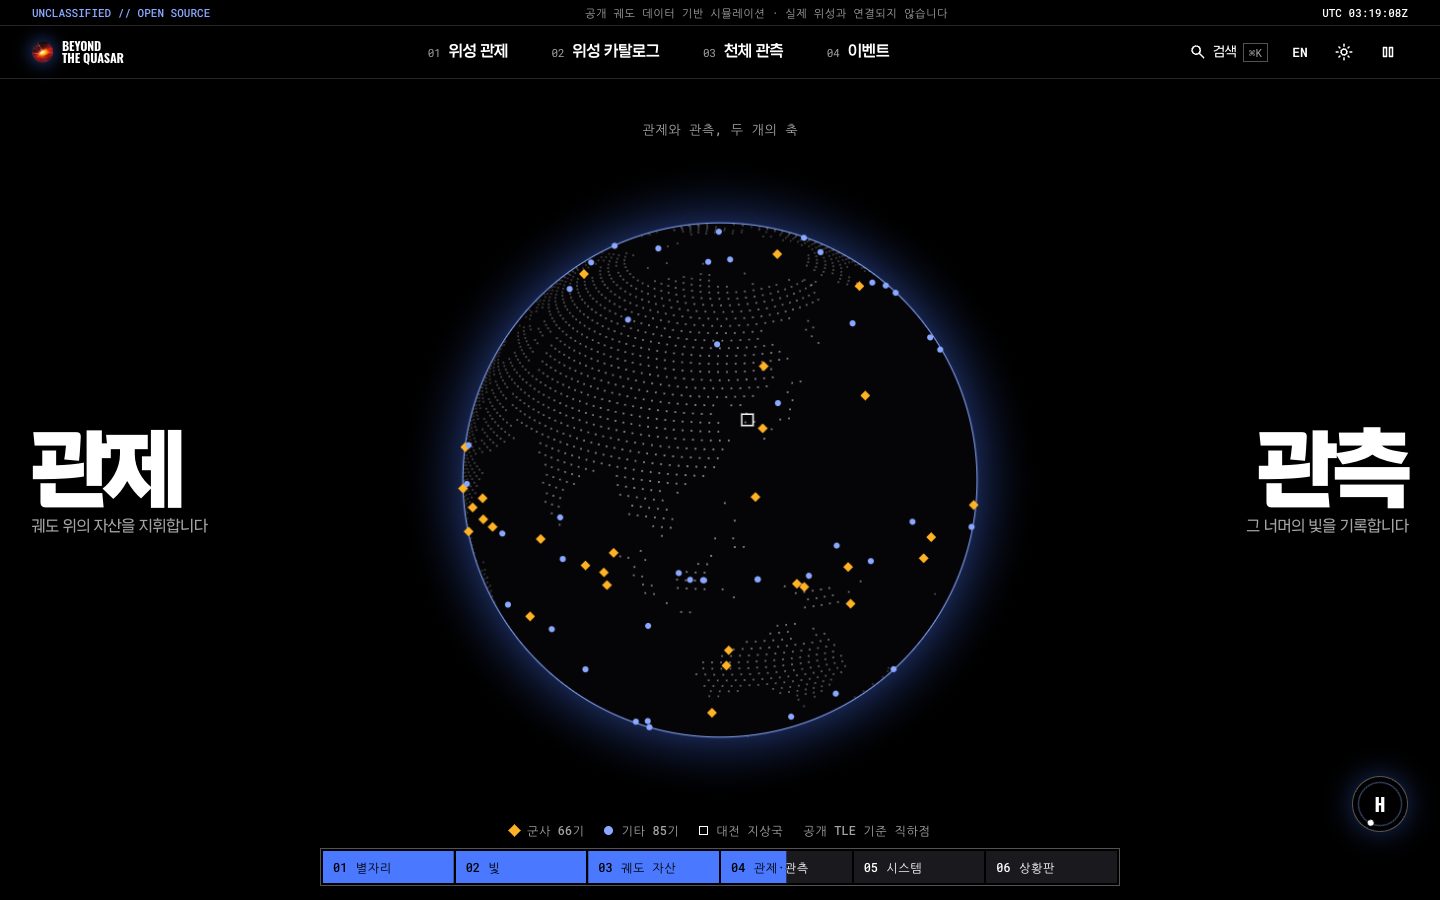 UNCLASSIFIED // OPEN SOURCE
공개 궤도 데이터 기반 시뮬레이션 · 실제 위성과 연결되지 않습니다
UTC 03:19:08Z
BEYOND
THE QUASAR
01 위성 관제
02 위성 카탈로그
03 천체 관측
04 이벤트
검색 ⌘K
EN
관제와 관측, 두 개의 축
관제
궤도 위의 자산을 지휘합니다
관측
그 너머의 빛을 기록합니다
H
군사 66기
기타 85기
대전 지상국
공개 TLE 기준 직하점
01 별자리
02 빛
03 궤도 자산
04 관제·관측
05 시스템
06 상황판